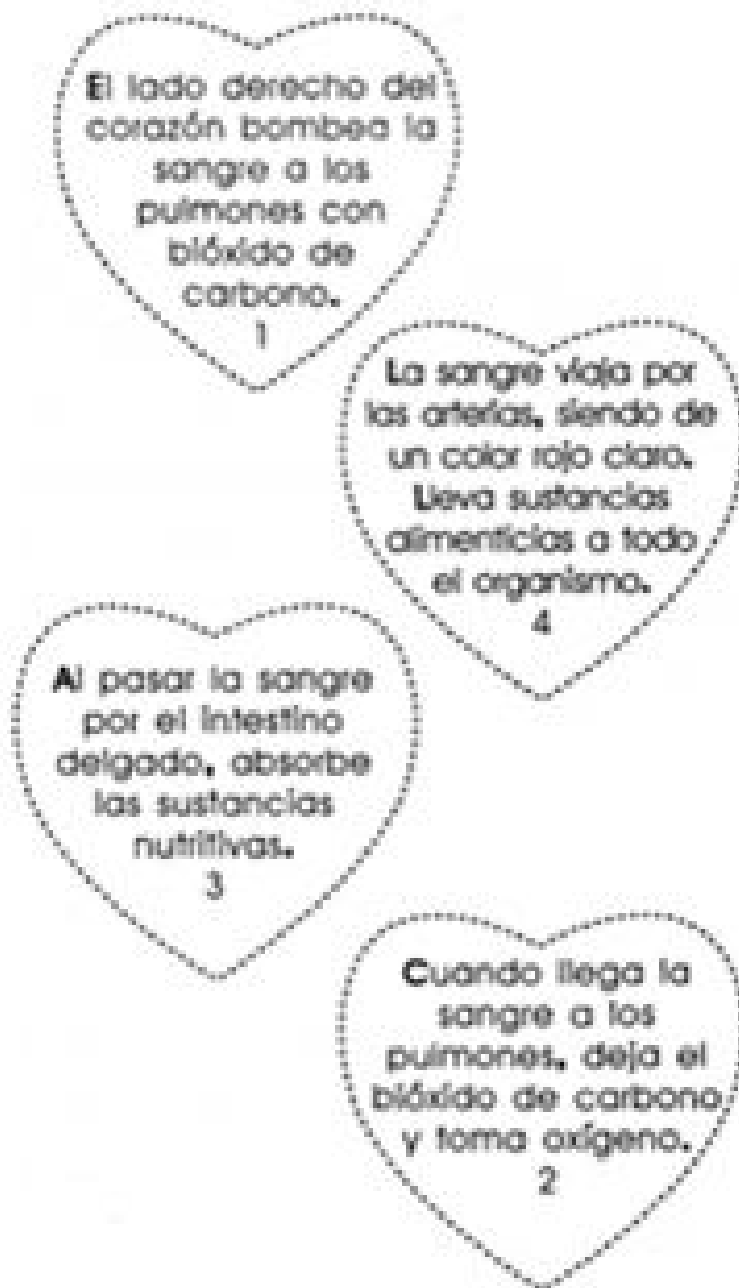 El lado derecho del
corazón bombea la
sangre a los
pulmones con
bióxido de
carbono.
1
La sangre viaja por
las arterias, siendo de
un color rojo claro.
Lleva sustancias
alimenticias a todo
el organismo.
4
Al pasar la sangre
por el intestino
delgado, absorbe
las sustancias
nutritivas.
3
Cuando llega la
sangre a los
pulmones, deja el
bióxido de carbono
y toma oxígeno.
2